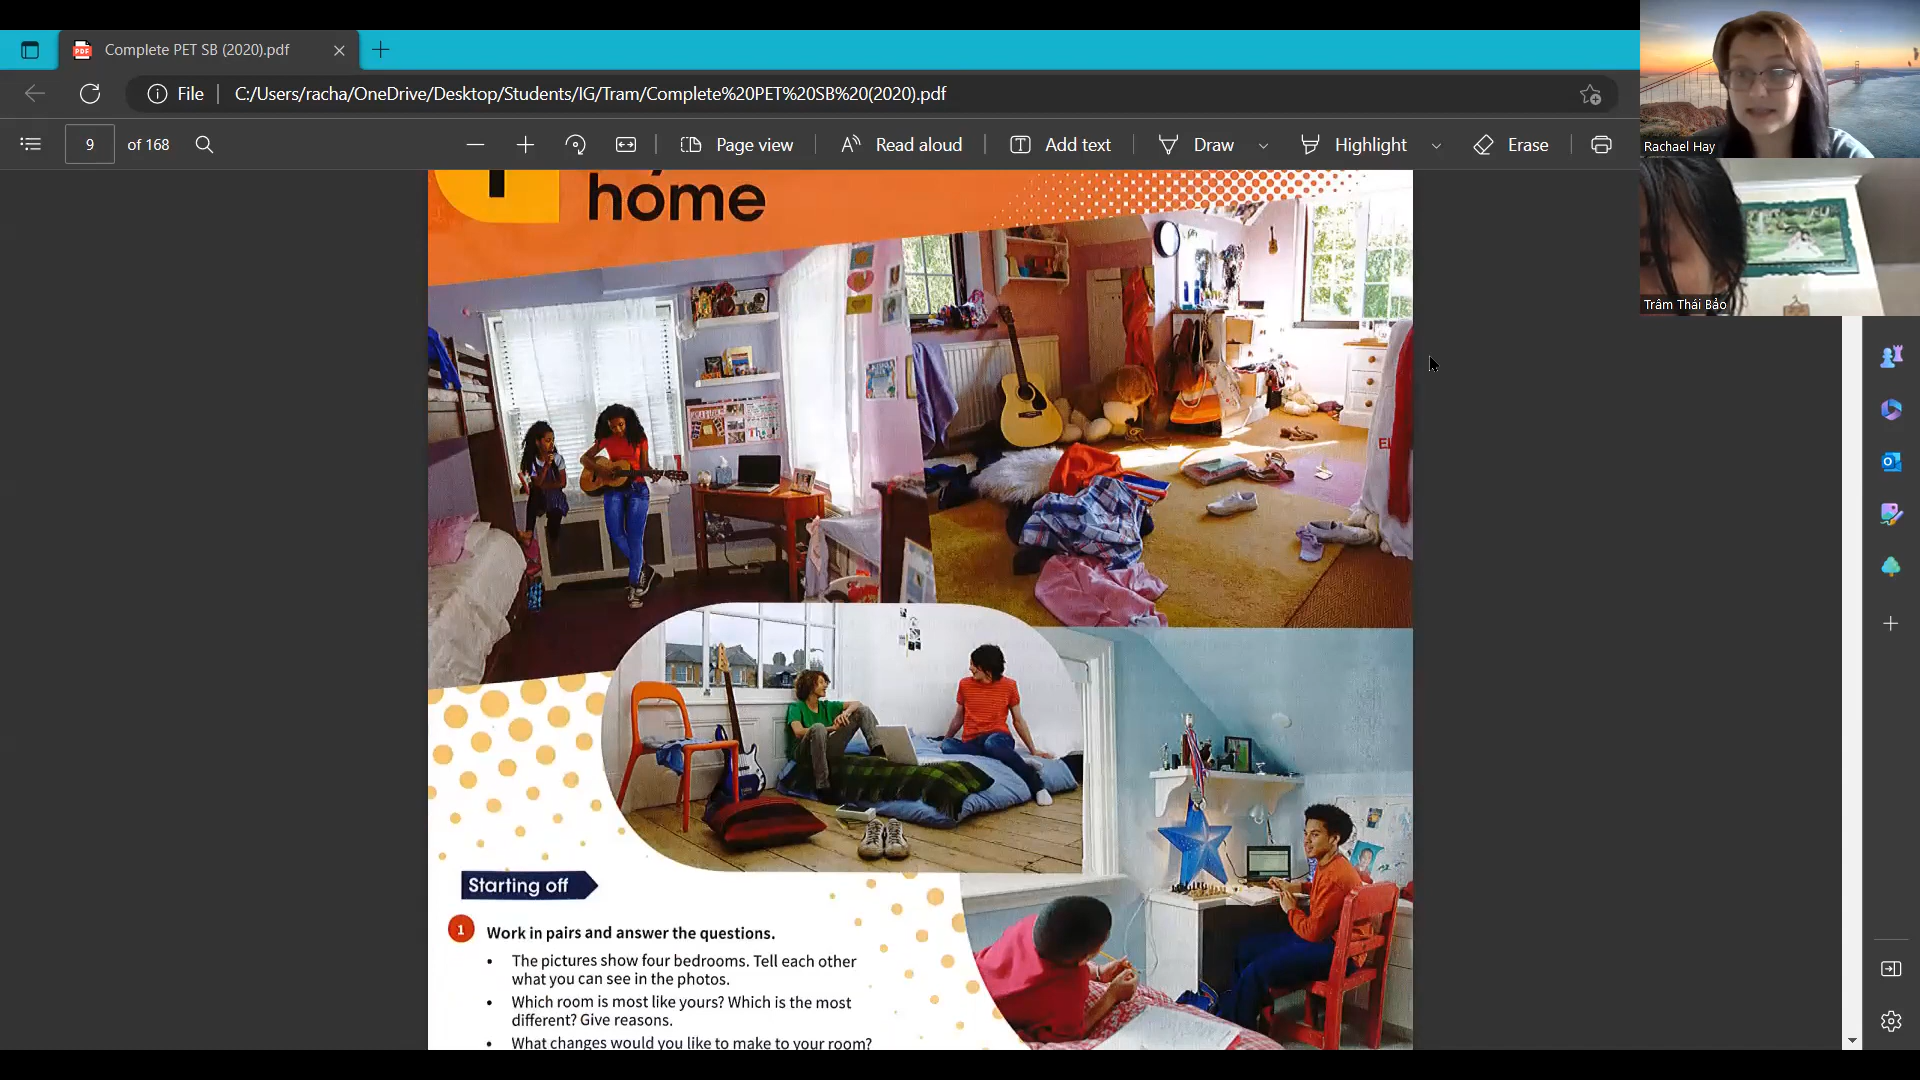 Complete PET SB (2020).pdf
File
C:/Users/racha/OneDrive/Desktop/Students/IG/Tram/Complete%20PET%20SB%20(2020).pdf
9
of 168
Page view
Read aloud
Add text
Draw
Highlight
Erase
Rachael Hay
Trâm Thái Bảo
1
home
Starting off
1 Work in pairs and answer the questions.
• The pictures show four bedrooms. Tell each other
what you can see in the photos.
• Which room is most like yours? Which is the most
different? Give reasons.
• What changes would you like to make to your room?